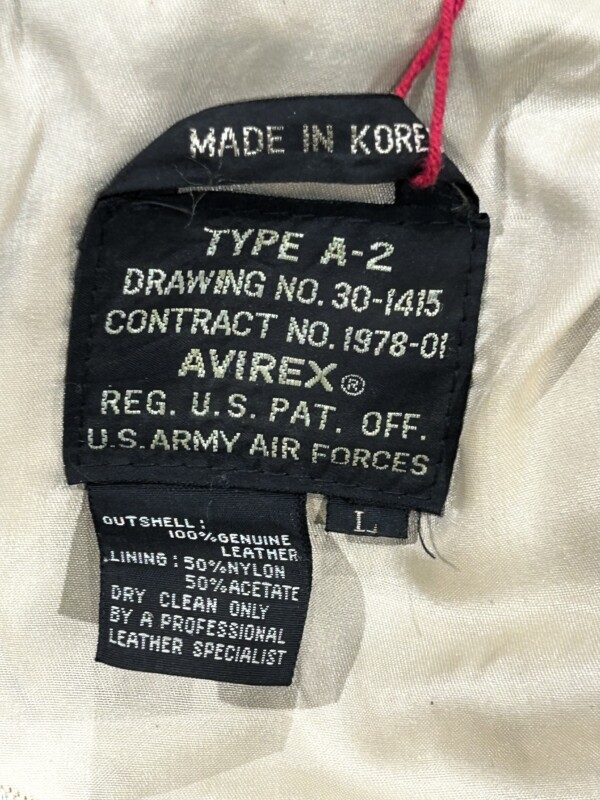 MADE IN KORE
TYPE A-2
DRAWING NO. 30-1415
CONTRACT NO. 1978-01
AVIREX®
REG. U.S. PAT. OFF.
U.S. ARMY AIR FORCES
L
OUTSHELL:
100% GENUINE
LEATHER
LINING: 50% NYLON
50% ACETATE
DRY CLEAN ONLY
BY A PROFESSIONAL
LEATHER SPECIALIST